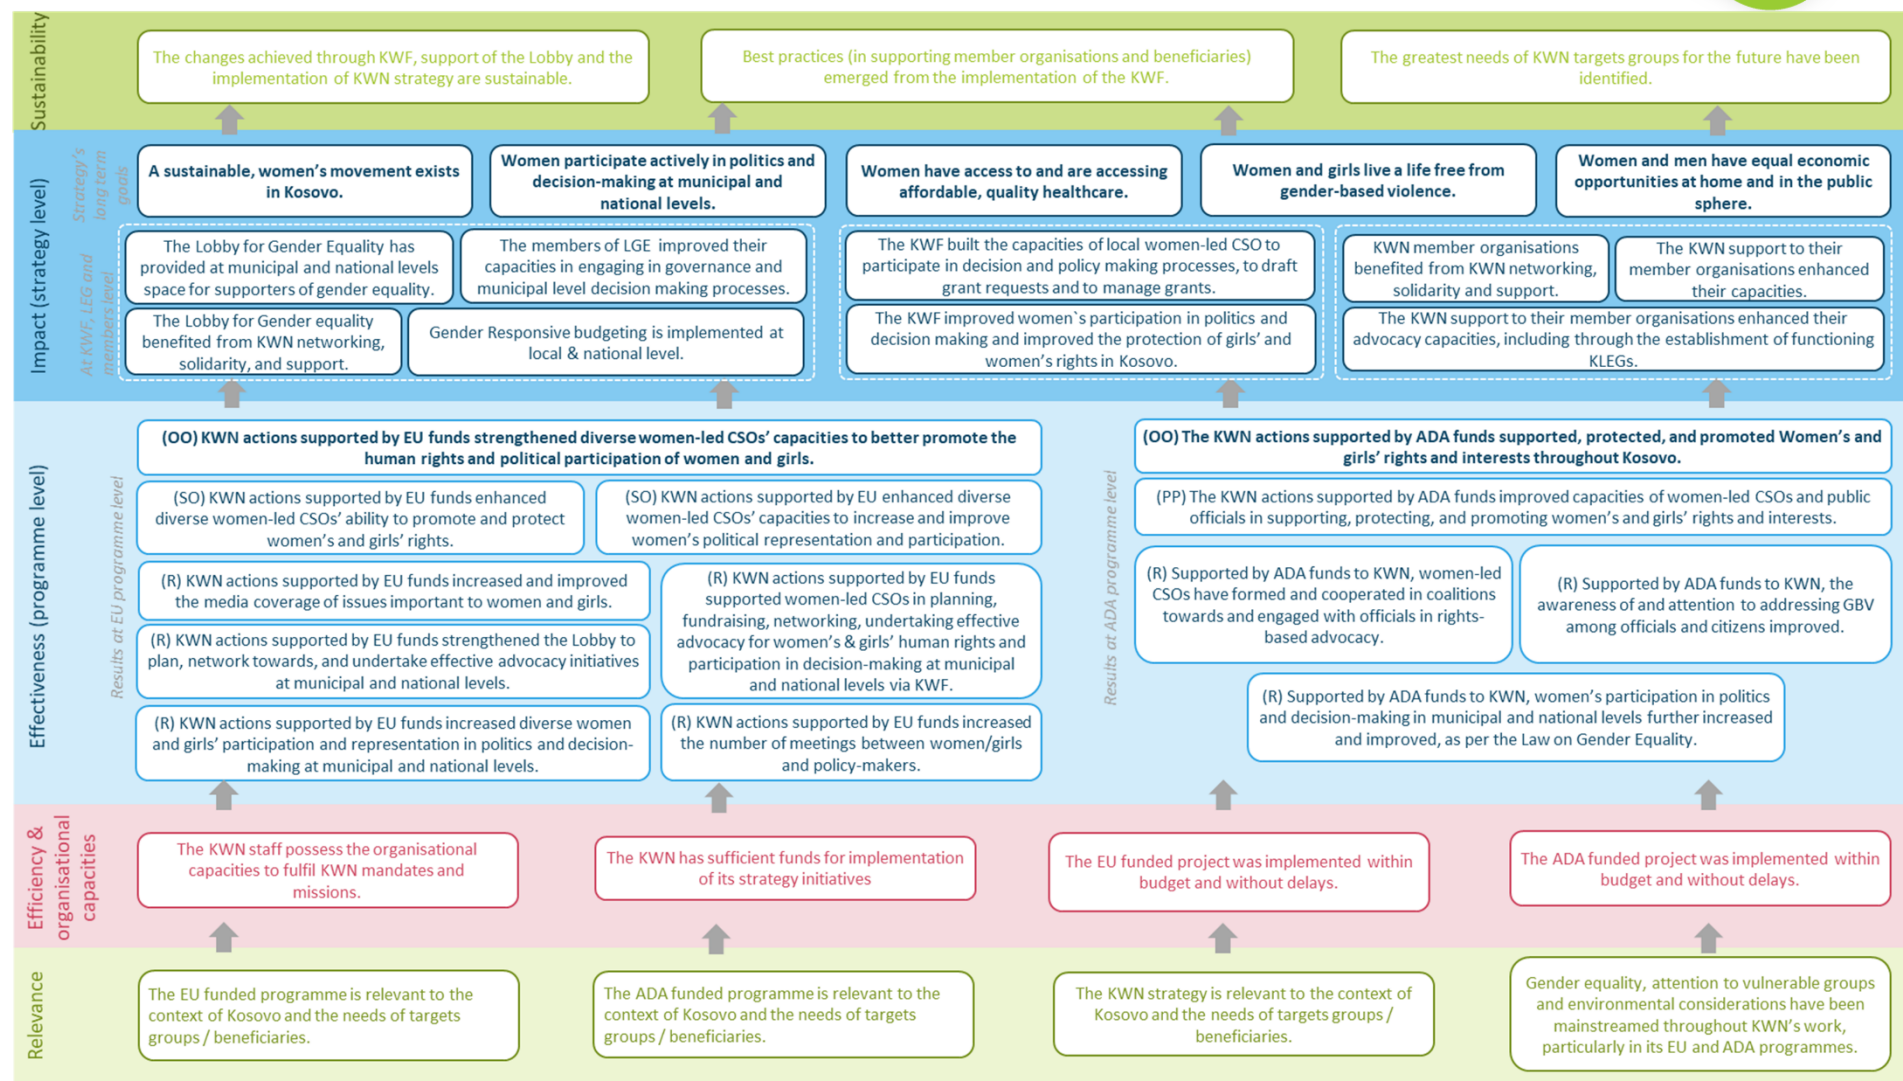 Sustainability
The changes achieved through KWF, support of the Lobby and the
implementation of KWN strategy are sustainable.
Best practices (in supporting member organisations and beneficiaries)
emerged from the implementation of the KWF.
The greatest needs of KWN targets groups for the future have been
identified.
Impact (strategy level)
Strategy's
long term
goals
A sustainable, women's movement exists
in Kosovo.
Women participate actively in politics and
decision-making at municipal and
national levels.
Women have access to and are accessing
affordable, quality healthcare.
Women and girls live a life free from
gender-based violence.
Women and men have equal economic
opportunities at home and in the public
sphere.
At KWF, LEG and
members level
The Lobby for Gender Equality has
provided at municipal and national levels
space for supporters of gender equality.
The members of LGE improved their
capacities in engaging in governance and
municipal level decision making processes.
The Lobby for Gender equality
benefited from KWN networking,
solidarity, and support.
Gender Responsive budgeting is implemented at
local & national level.
The KWF built the capacities of local women-led CSO to
participate in decision and policy making processes, to draft
grant requests and to manage grants.
The KWF improved women`s participation in politics and
decision making and improved the protection of girls' and
women's rights in Kosovo.
KWN member organisations
benefited from KWN networking,
solidarity and support.
The KWN support to their
member organisations enhanced
their capacities.
The KWN support to their member organisations enhanced their
advocacy capacities, including through the establishment of functioning
KLEGs.
Effectiveness (programme level)
Results at EU programme level
(OO) KWN actions supported by EU funds strengthened diverse women-led CSOs' capacities to better promote the
human rights and political participation of women and girls.
(SO) KWN actions supported by EU funds enhanced
diverse women-led CSOs' ability to promote and protect
women's and girls' rights.
(SO) KWN actions supported by EU enhanced diverse
women-led CSOs' capacities to increase and improve
women's political representation and participation.
(R) KWN actions supported by EU funds increased and improved
the media coverage of issues important to women and girls.
(R) KWN actions supported by EU funds strengthened the Lobby to
plan, network towards, and undertake effective advocacy initiatives
at municipal and national levels.
(R) KWN actions supported by EU funds increased diverse women
and girls' participation and representation in politics and decision-
making at municipal and national levels.
(R) KWN actions supported by EU funds
supported women-led CSOs in planning,
fundraising, networking, undertaking effective
advocacy for women's & girls' human rights and
participation in decision-making at municipal
and national levels via KWF.
(R) KWN actions supported by EU funds increased
the number of meetings between women/girls
and policy-makers.
Results at ADA programme level
(OO) The KWN actions supported by ADA funds supported, protected, and promoted Women's and
girls' rights and interests throughout Kosovo.
(PP) The KWN actions supported by ADA funds improved capacities of women-led CSOs and public
officials in supporting, protecting, and promoting women's and girls' rights and interests.
(R) Supported by ADA funds to KWN, women-led
CSOs have formed and cooperated in coalitions
towards and engaged with officials in rights-
based advocacy.
(R) Supported by ADA funds to KWN, the
awareness of and attention to addressing GBV
among officials and citizens improved.
(R) Supported by ADA funds to KWN, women's participation in politics
and decision-making in municipal and national levels further increased
and improved, as per the Law on Gender Equality.
Efficiency &
organisational
capacities
The KWN staff possess the organisational
capacities to fulfil KWN mandates and
missions.
The KWN has sufficient funds for implementation
of its strategy initiatives
The EU funded project was implemented within
budget and without delays.
The ADA funded project was implemented within
budget and without delays.
Relevance
The EU funded programme is relevant to the
context of Kosovo and the needs of targets
groups / beneficiaries.
The ADA funded programme is relevant to the
context of Kosovo and the needs of targets
groups / beneficiaries.
The KWN strategy is relevant to the context of
Kosovo and the needs of targets groups /
beneficiaries.
Gender equality, attention to vulnerable groups
and environmental considerations have been
mainstreamed throughout KWN's work,
particularly in its EU and ADA programmes.